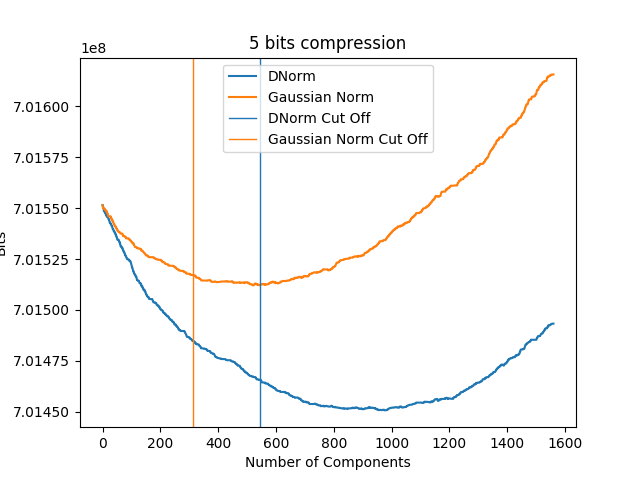 5 bits compression
1e8
DNorm
Gaussian Norm
DNorm Cut Off
Gaussian Norm Cut Off
7.01600
7.01575
7.01550
7.01525
7.01500
7.01475
7.01450
Bits
0 200 400 600 800 1000 1200 1400 1600
Number of Components